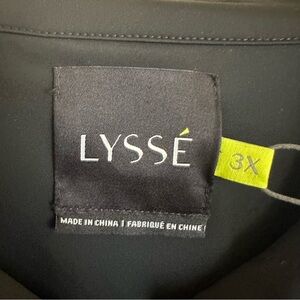 LYSSÉ
3X
MADE IN CHINA | FABRIQUÉ EN CHINE